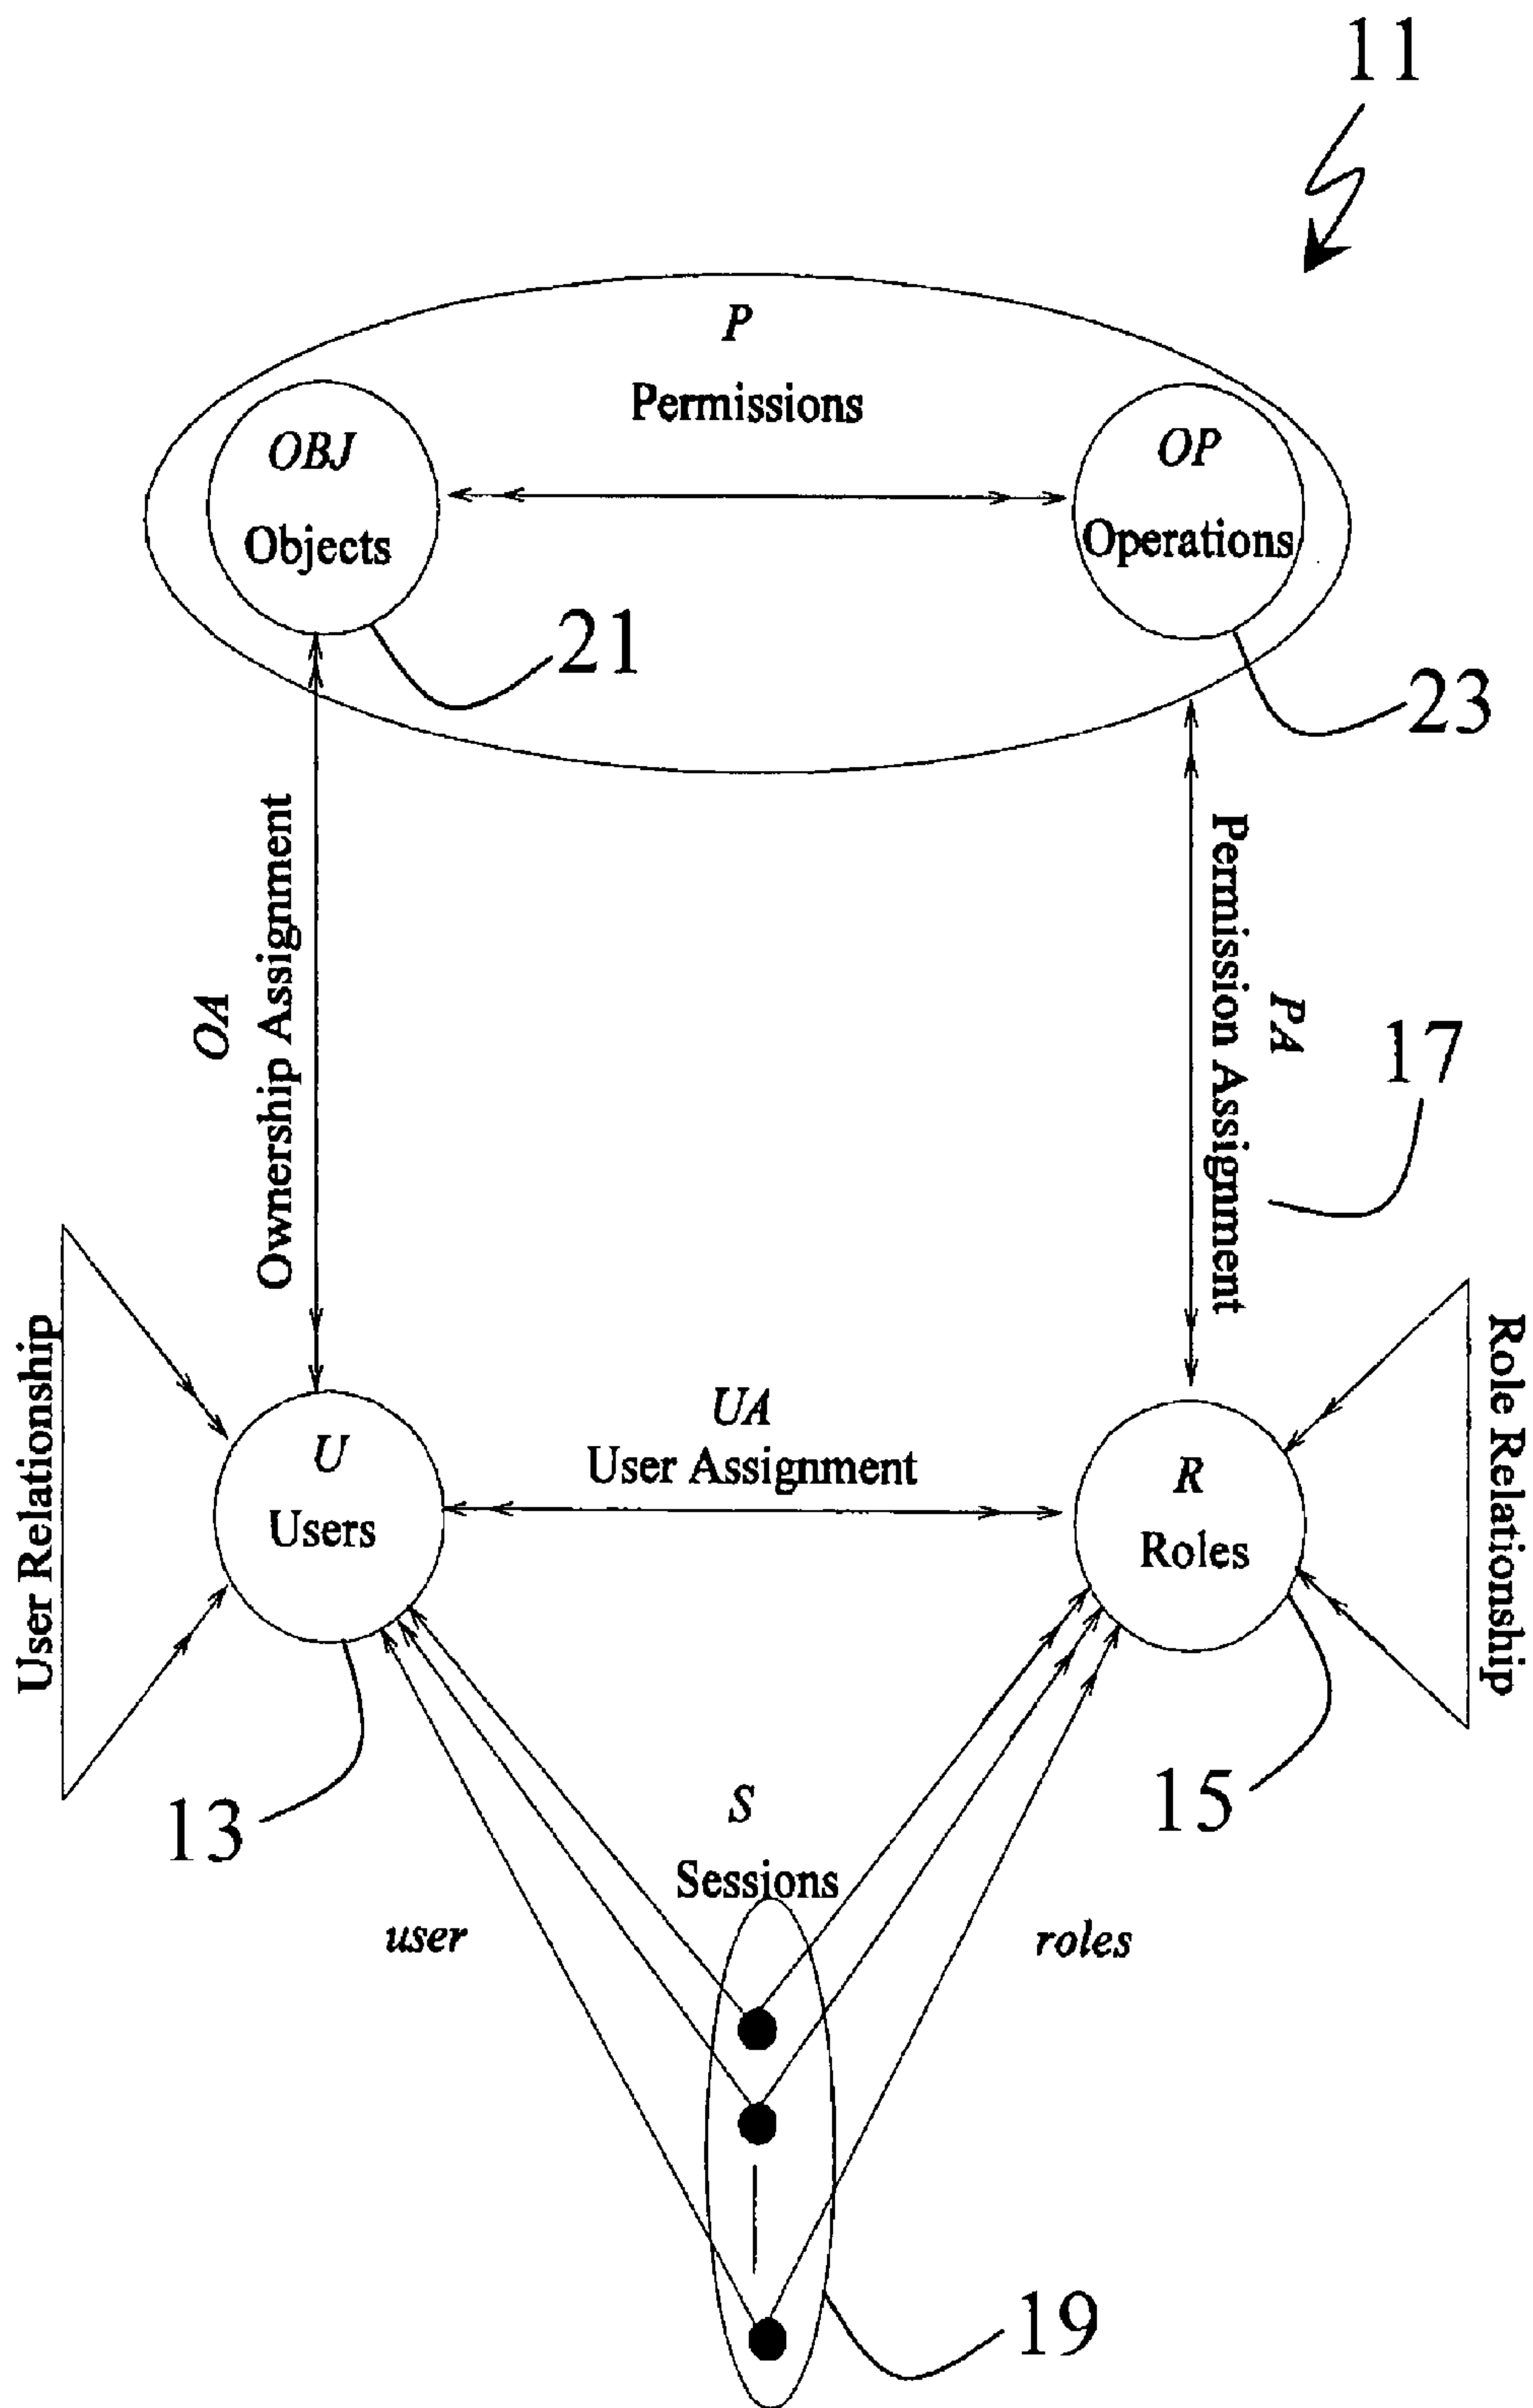 11
P
Permissions
OBJ
Objects
OP
Operations
21
23
OA
Ownership Assignment
PA
Permission Assignment
17
User Relationship
Role Relationship
U
Users
UA
User Assignment
R
Roles
13
15
S
Sessions
user
roles
19